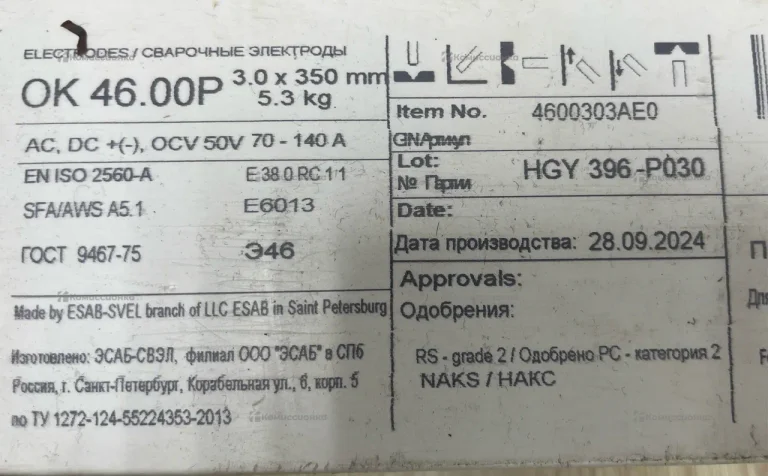 ELECTRODES / СВАРОЧНЫЕ ЭЛЕКТРОДЫ
OK 46.00P 3.0 x 350 mm
5.3 kg
AC, DC +(-), OCV 50V 70 - 140 A
EN ISO 2560-A E 38 0 RC 1 1
SFA/AWS A5.1 E6013
ГОСТ 9467-75 Э46
Made by ESAB-SVEL branch of LLC ESAB in Saint Petersburg
Изготовлено: ЭСАБ-СВЭЛ, филиал ООО "ЭСАБ" в СПб
Россия, г. Санкт-Петербург, Корабельная ул., 6, корп. 5
по ТУ 1272-124-55224353-2013
Item No. 4600303AE0
Lot: HGY 396-P030
№ Партии
Date:
Дата производства: 28.09.2024
Approvals:
Одобрения:
RS - grade 2 / Одобрено РС - категория 2
NAKS / НАКС
Комиссионка